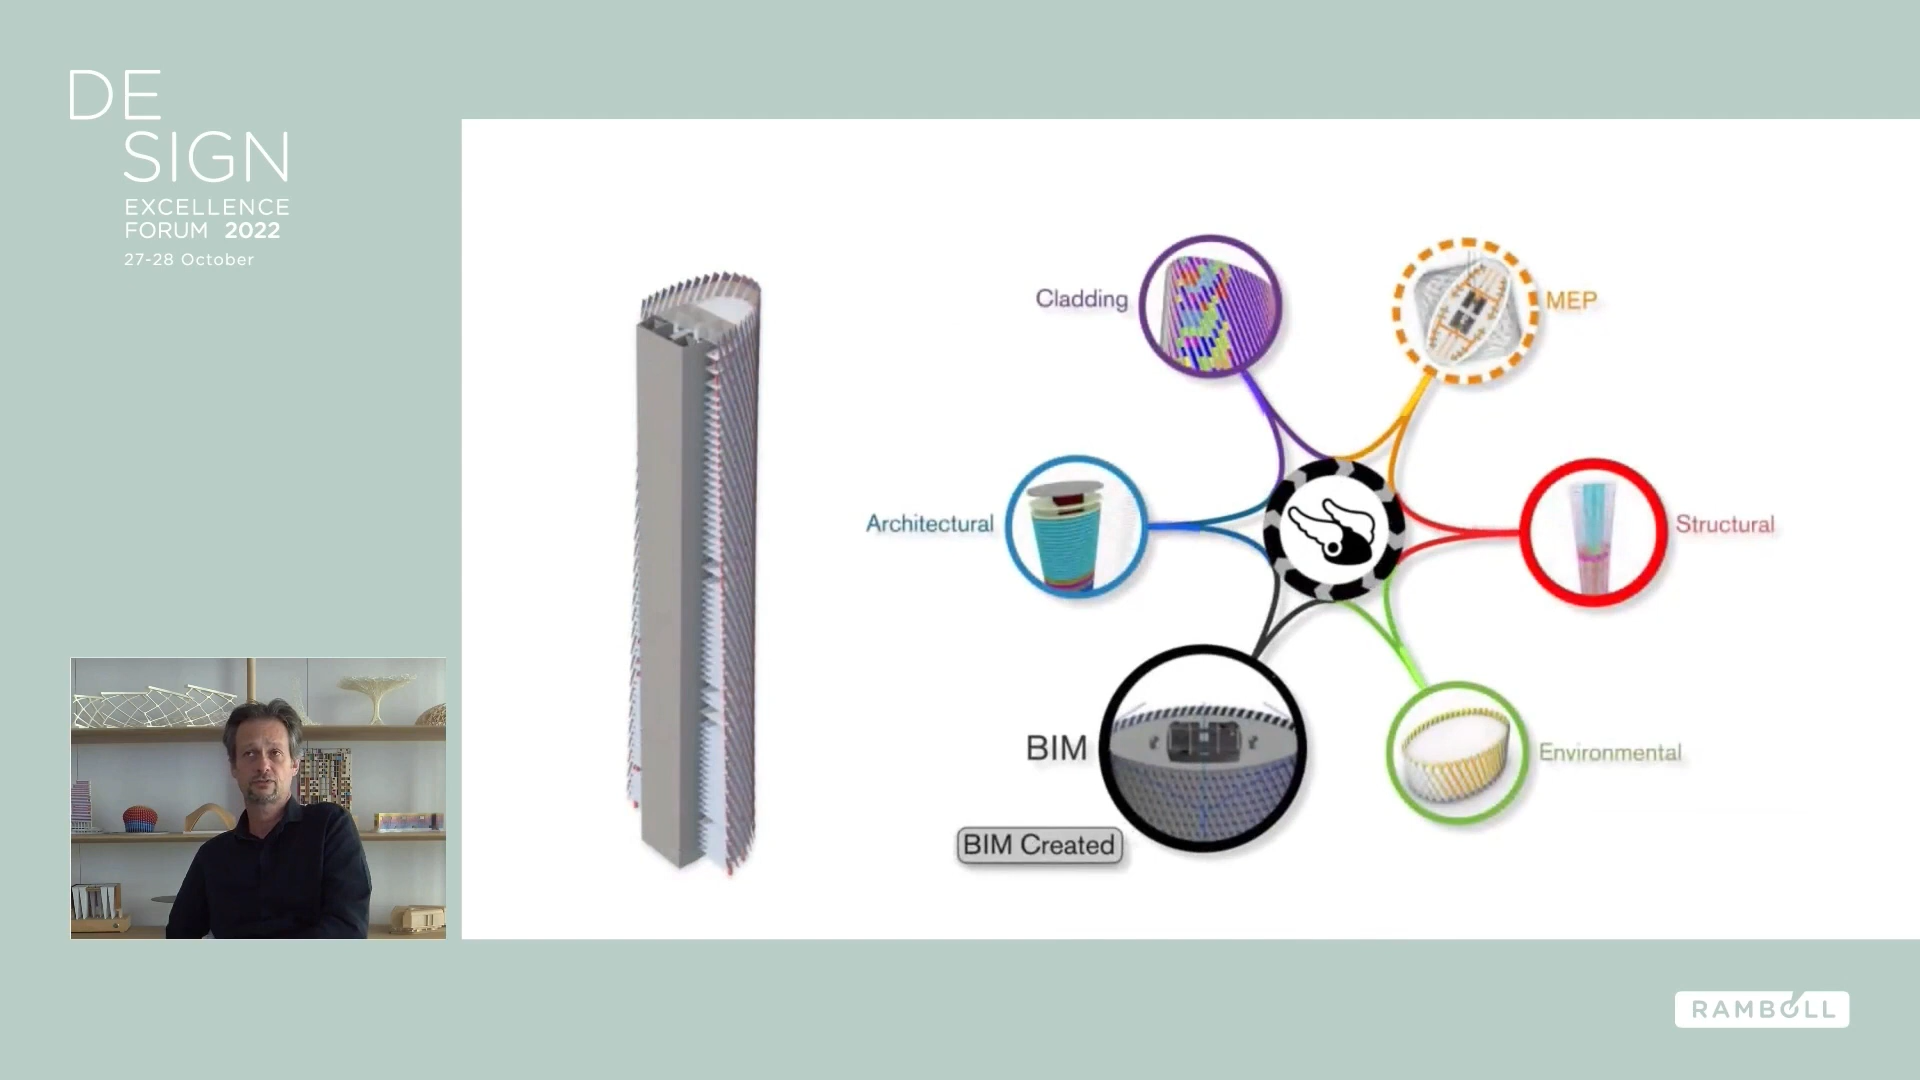 DE
SIGN
EXCELLENCE
FORUM 2022
27-28 October
Cladding
MEP
Architectural
Structural
BIM
Environmental
BIM Created
RAMBOLL